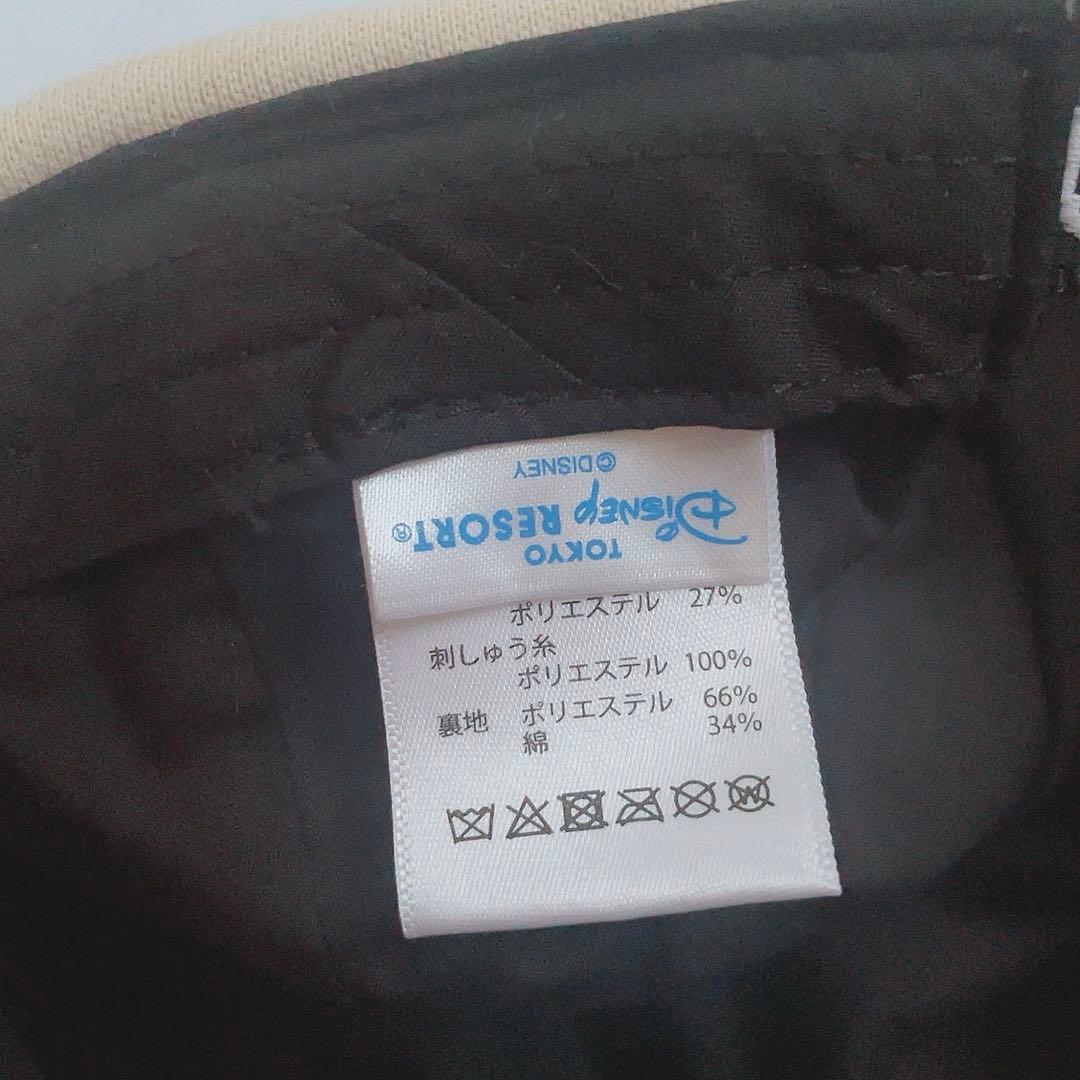 ©DISNEY
Disney RESORT®
TOKYO
ポリエステル 27%
刺しゅう糸
ポリエステル 100%
裏地 ポリエステル 66%
綿 34%
W